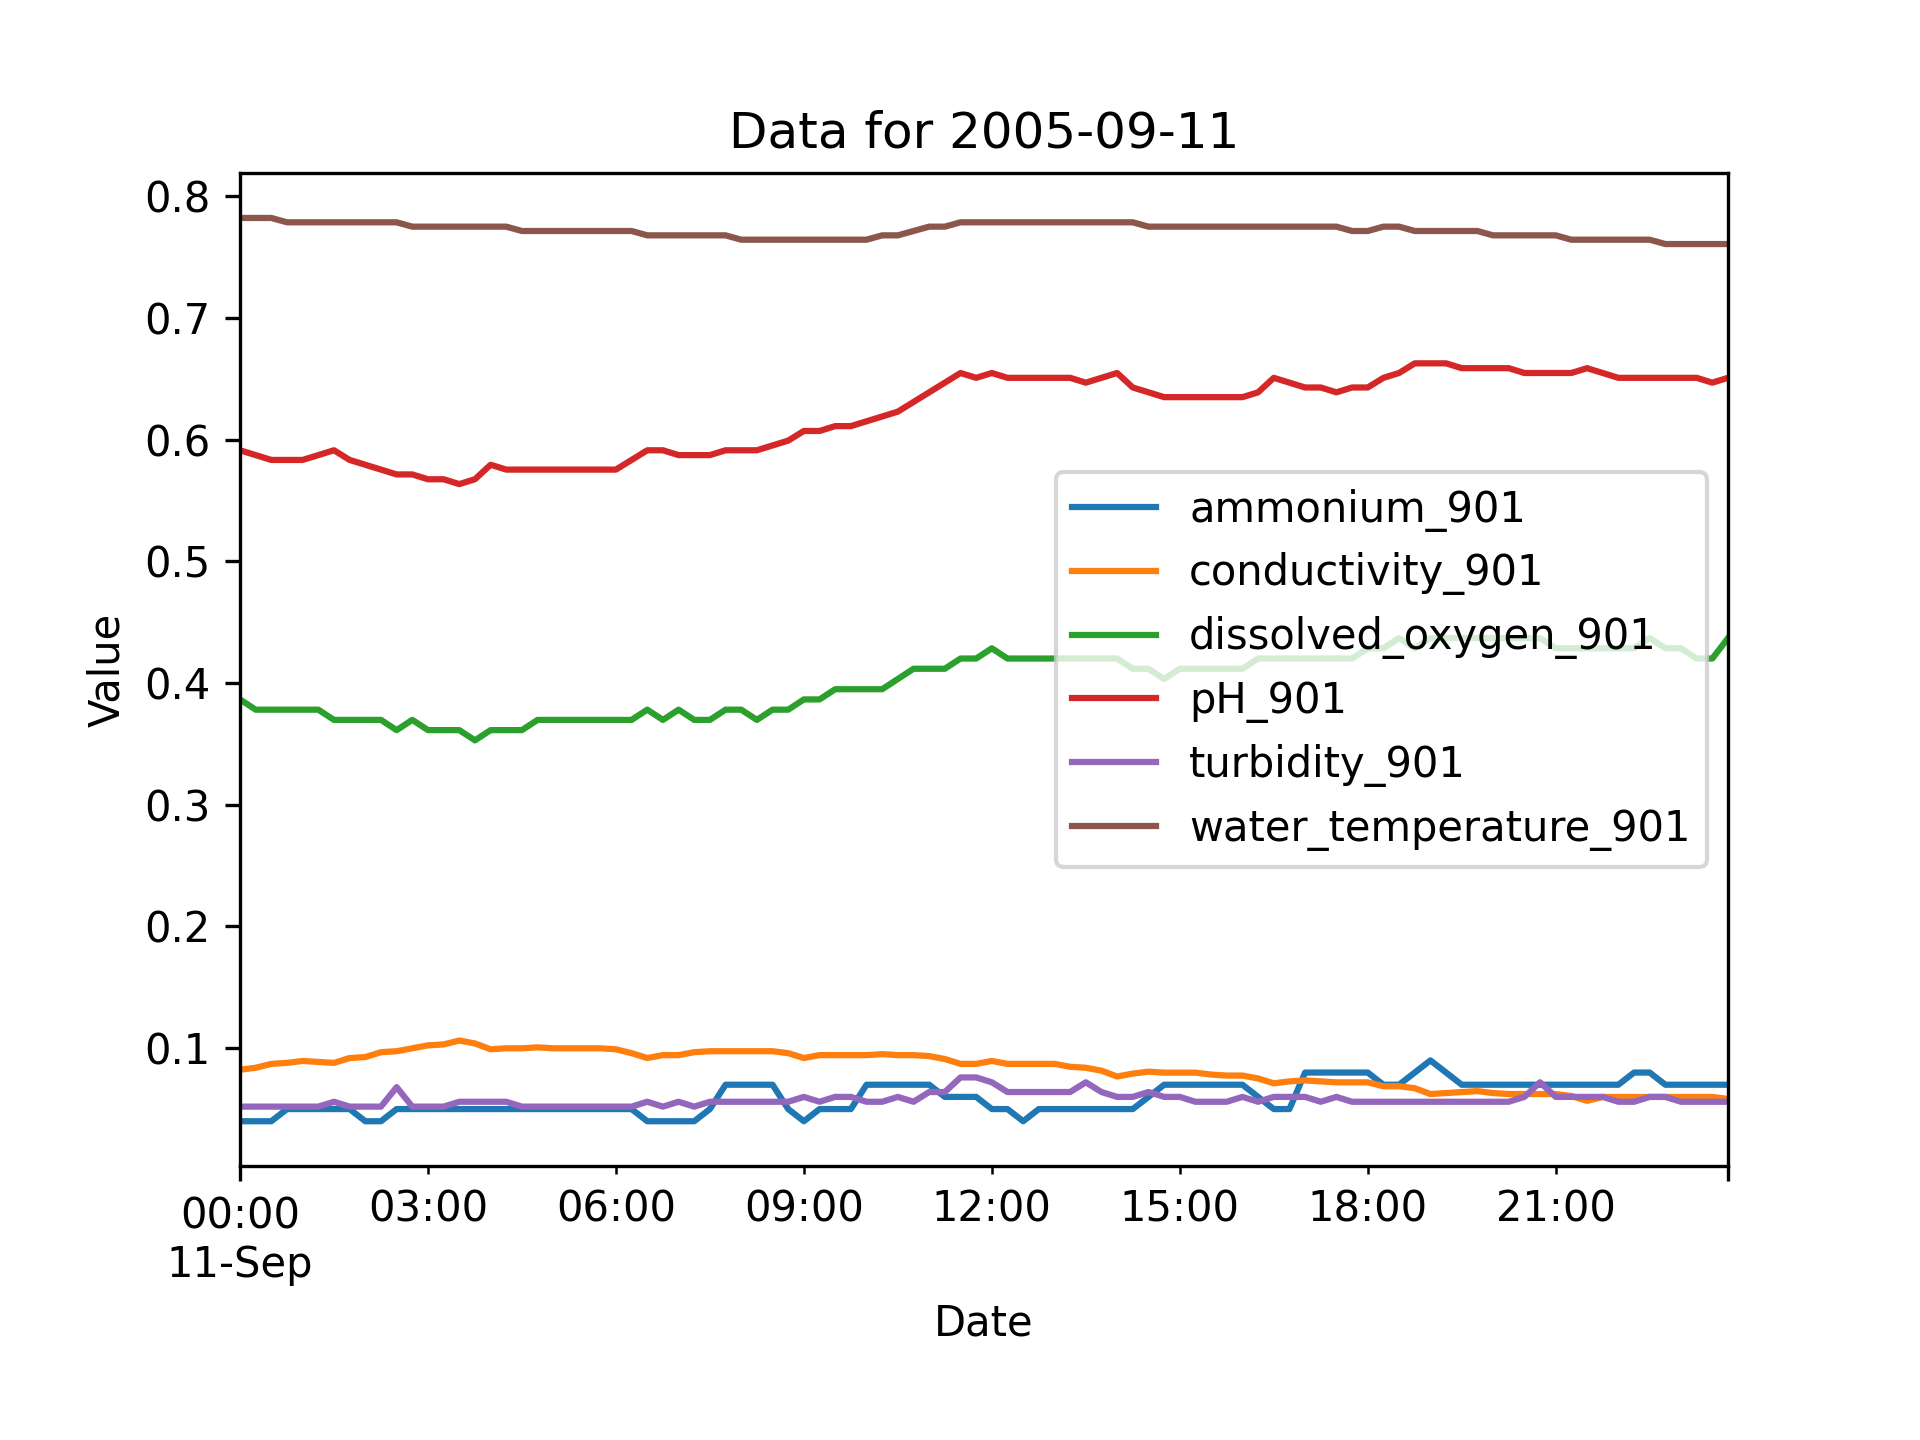 Data for 2005-09-11
0.8
0.7
0.6
0.5
0.4
0.3
0.2
0.1
Value
ammonium_901
conductivity_901
dissolved_oxygen_901
pH_901
turbidity_901
water_temperature_901
00:00 03:00 06:00 09:00 12:00 15:00 18:00 21:00
11-Sep
Date